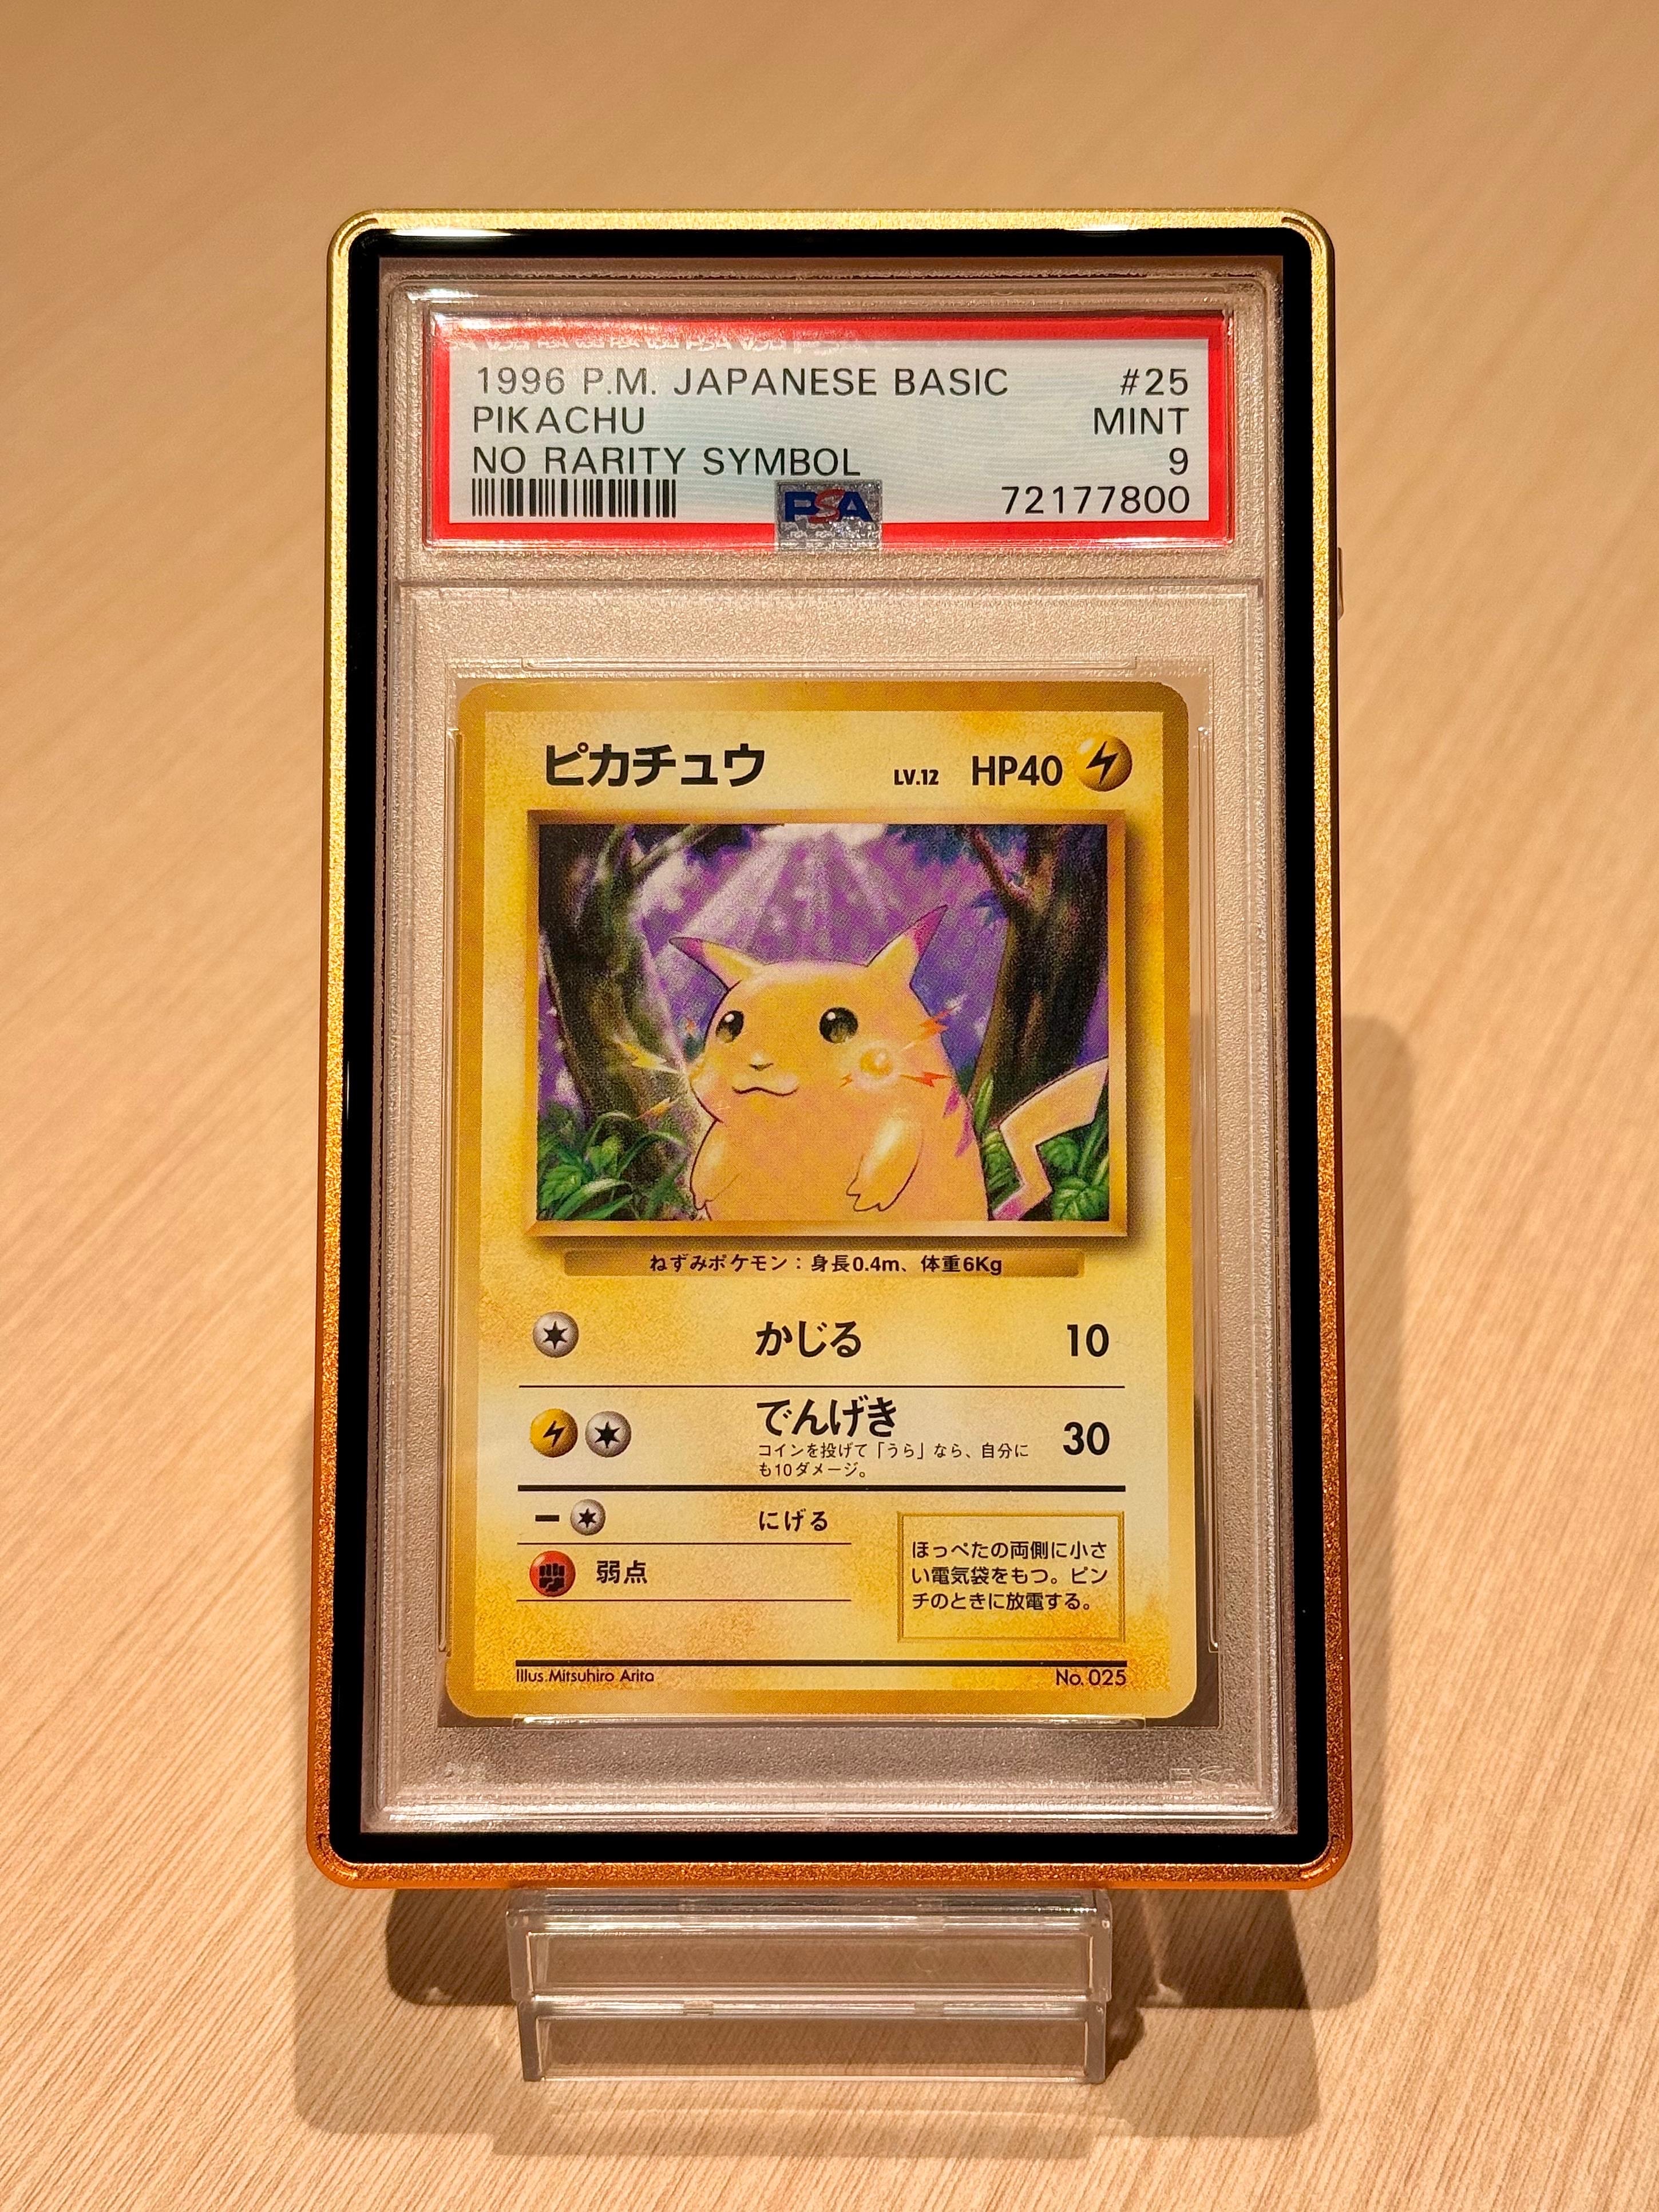 1996 P.M. JAPANESE BASIC #25
PIKACHU MINT
NO RARITY SYMBOL 9
PSA 72177800
ピカチュウ LV.12 HP40
ねずみポケモン：身長0.4m、体重6Kg
かじる 10
でんげき 30
コインを投げて「うら」なら、自分に
も10ダメージ。
にげる
弱点
ほっぺたの両側に小さ
い電気袋をもつ。ピン
チのときに放電する。
Illus.Mitsuhiro Arita No. 025